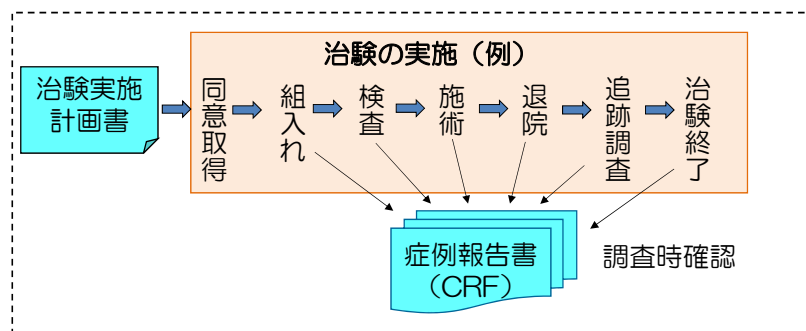 治験の実施（例）
治験実施
計画書
同意取得
組入れ
検査
施術
退院
追跡調査
治験終了
症例報告書
（CRF）
調査時確認